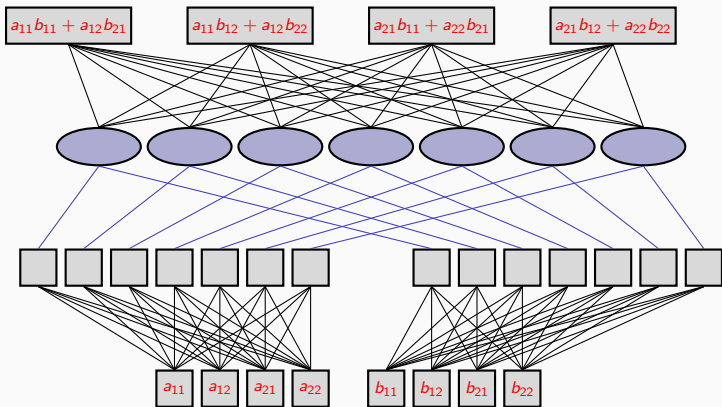 a₁₁b₁₁ + a₁₂b₂₁
a₁₁b₁₂ + a₁₂b₂₂
a₂₁b₁₁ + a₂₂b₂₁
a₂₁b₁₂ + a₂₂b₂₂
a₁₁
a₁₂
a₂₁
a₂₂
b₁₁
b₁₂
b₂₁
b₂₂